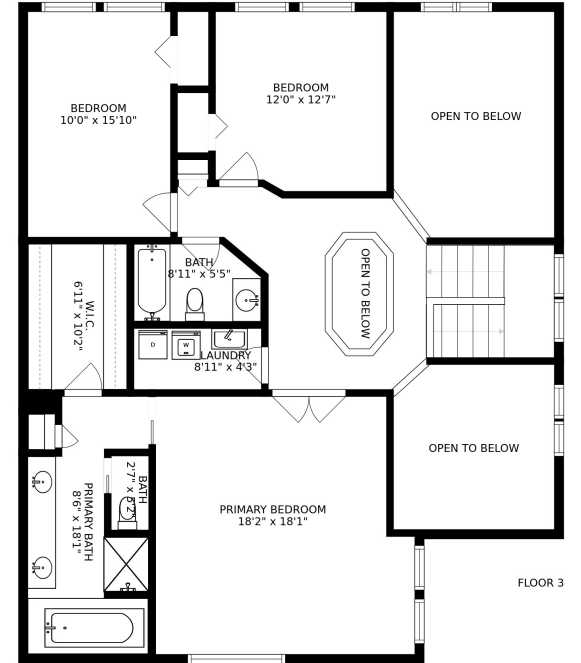 BEDROOM
10'0" x 15'10"
BEDROOM
12'0" x 12'7"
OPEN TO BELOW
BATH
8'11" x 5'5"
OPEN TO BELOW
W.I.C.
6'11" x 10'2"
D
W
LAUNDRY
8'11" x 4'3"
OPEN TO BELOW
BATH
2'7" x 5'2"
PRIMARY BATH
8'6" x 18'1"
PRIMARY BEDROOM
18'2" x 18'1"
FLOOR 3